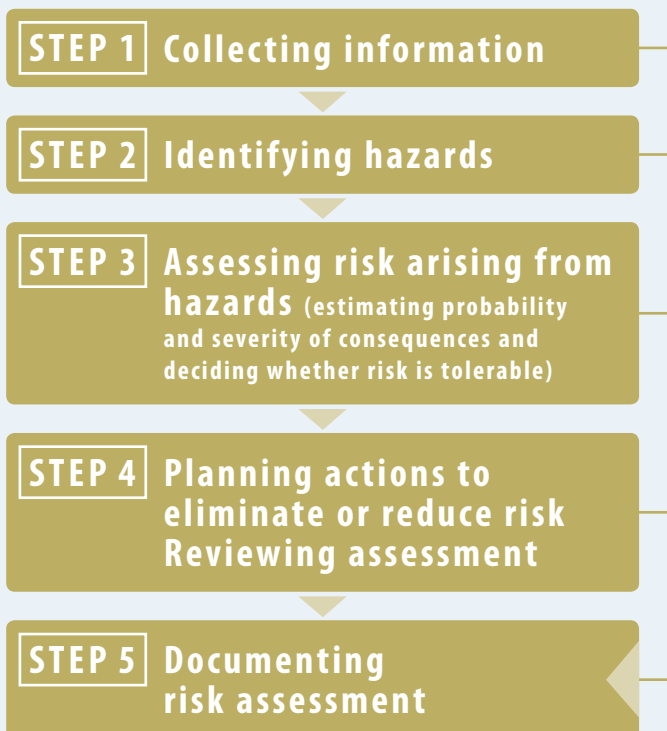 STEP 1 Collecting information
STEP 2 Identifying hazards
STEP 3 Assessing risk arising from
hazards (estimating probability
and severity of consequences and
deciding whether risk is tolerable)
STEP 4 Planning actions to
eliminate or reduce risk
Reviewing assessment
STEP 5 Documenting
risk assessment